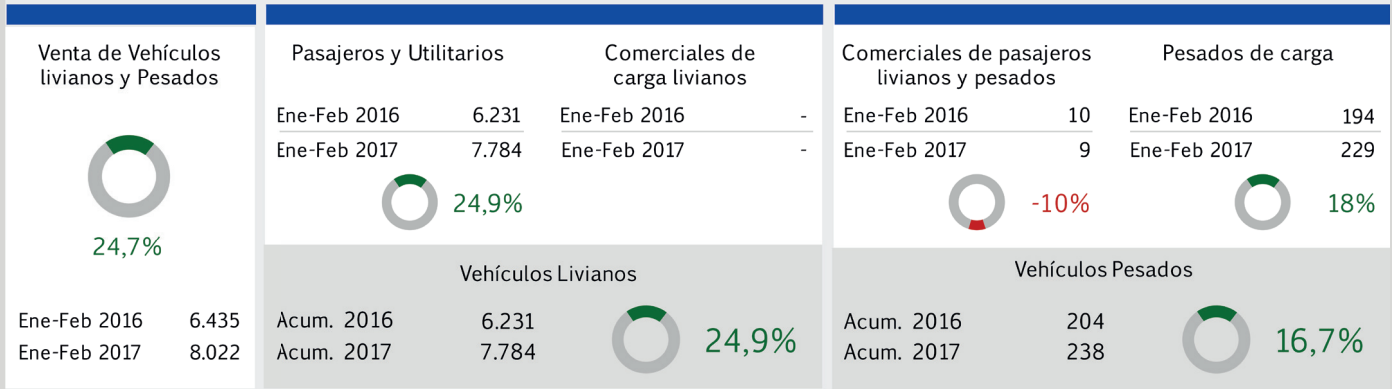 Venta de Vehículos
livianos y Pesados
24,7%
Ene-Feb 2016 6.435
Ene-Feb 2017 8.022
Pasajeros y Utilitarios
Ene-Feb 2016 6.231
Ene-Feb 2017 7.784
24,9%
Comerciales de
carga livianos
Ene-Feb 2016 -
Ene-Feb 2017 -
Vehículos Livianos
Acum. 2016 6.231
Acum. 2017 7.784
24,9%
Comerciales de pasajeros
livianos y pesados
Ene-Feb 2016 10
Ene-Feb 2017 9
-10%
Pesados de carga
Ene-Feb 2016 194
Ene-Feb 2017 229
18%
Vehículos Pesados
Acum. 2016 204
Acum. 2017 238
16,7%